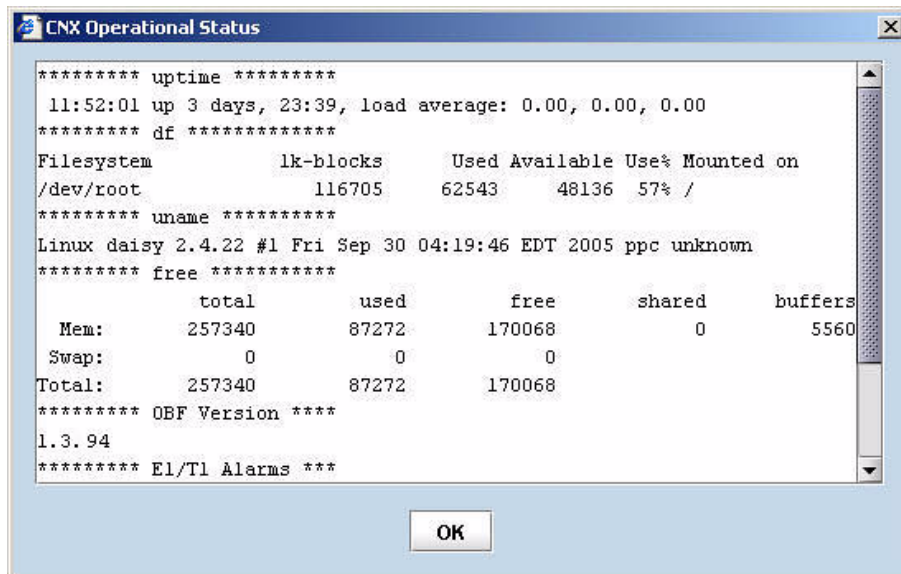 CNX Operational Status
********* uptime *********
11:52:01 up 3 days, 23:39, load average: 0.00, 0.00, 0.00
********* df *************
Filesystem 1k-blocks Used Available Use% Mounted on
/dev/root 116705 62543 48136 57% /
********* uname **********
Linux daisy 2.4.22 #1 Fri Sep 30 04:19:46 EDT 2005 ppc unknown
********* free ***********
total used free shared buffers
Mem: 257340 87272 170068 0 5560
Swap: 0 0 0
Total: 257340 87272 170068
********* OBF Version ****
1.3.94
********* E1/T1 Alarms ***
OK